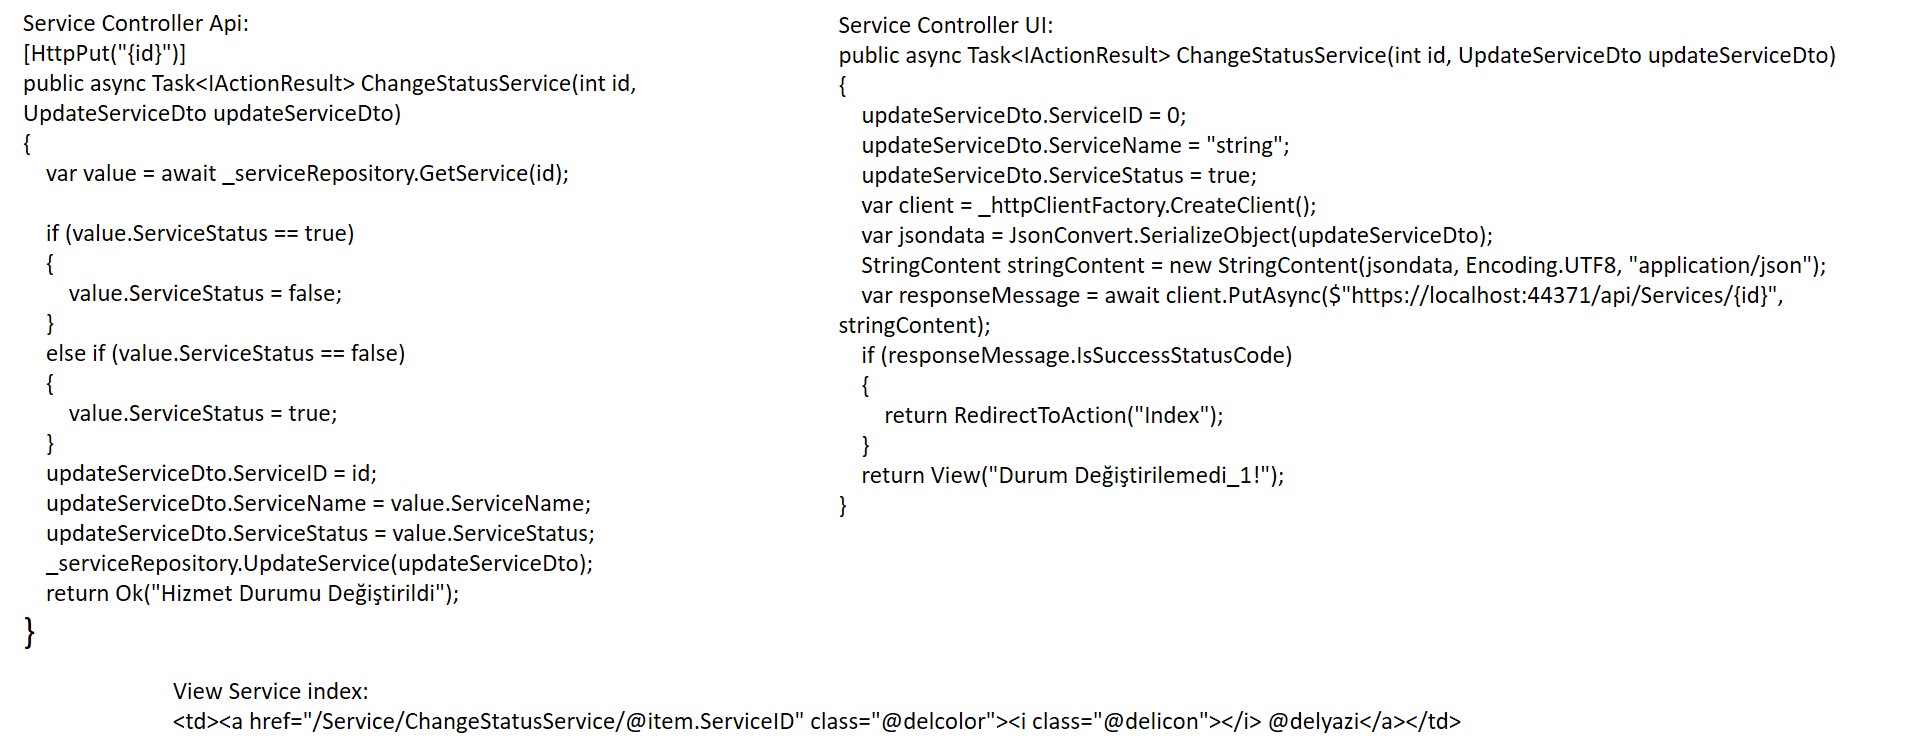 Service Controller Api:
[HttpPut("{id}")]
public async Task<IActionResult> ChangeStatusService(int id,
UpdateServiceDto updateServiceDto)
{
var value = await _serviceRepository.GetService(id);
if (value.ServiceStatus == true)
{
value.ServiceStatus = false;
}
else if (value.ServiceStatus == false)
{
value.ServiceStatus = true;
}
updateServiceDto.ServiceID = id;
updateServiceDto.ServiceName = value.ServiceName;
updateServiceDto.ServiceStatus = value.ServiceStatus;
_serviceRepository.UpdateService(updateServiceDto);
return Ok("Hizmet Durumu Değiştirildi");
}
Service Controller UI:
public async Task<IActionResult> ChangeStatusService(int id, UpdateServiceDto updateServiceDto)
{
updateServiceDto.ServiceID = 0;
updateServiceDto.ServiceName = "string";
updateServiceDto.ServiceStatus = true;
var client = _httpClientFactory.CreateClient();
var jsondata = JsonConvert.SerializeObject(updateServiceDto);
StringContent stringContent = new StringContent(jsondata, Encoding.UTF8, "application/json");
var responseMessage = await client.PutAsync($"https://localhost:44371/api/Services/{id}",
stringContent);
if (responseMessage.IsSuccessStatusCode)
{
return RedirectToAction("Index");
}
return View("Durum Değiştirilemedi_1!");
}
View Service index:
<td><a href="/Service/ChangeStatusService/@item.ServiceID" class="@delcolor"><i class="@delicon"></i> @delyazi</a></td>